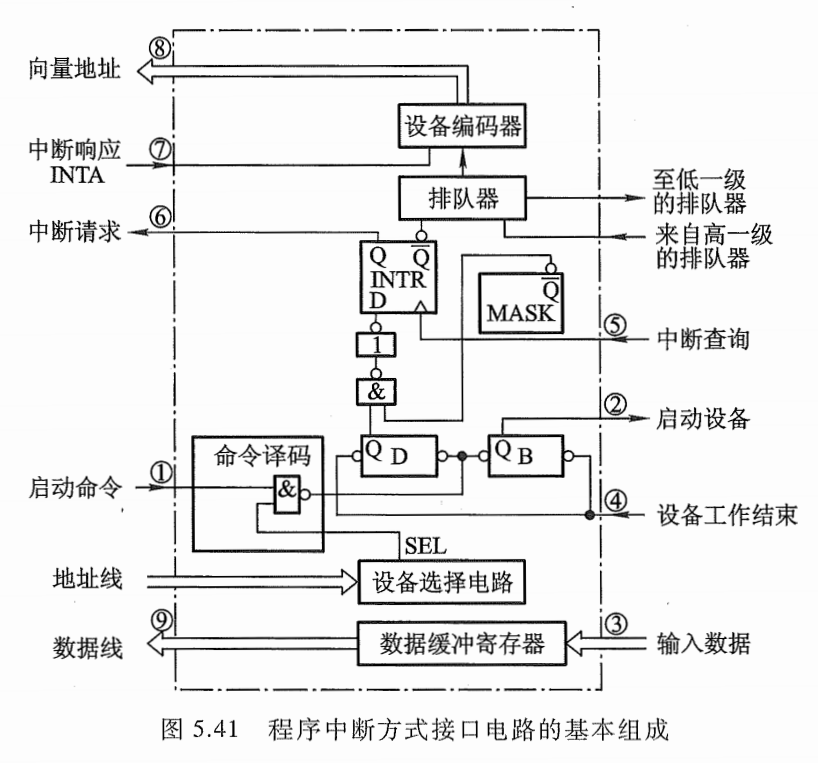 ⑧
向量地址
设备编码器
中断响应
INTA
⑦
排队器
至低一级
的排队器
中断请求
⑥
来自高一级
的排队器
Q Q̅
INTR
D
Q̅
MASK
⑤
中断查询
1
&
②
启动设备
Q D
Q B
命令译码
启动命令
①
&
④
设备工作结束
SEL
地址线
设备选择电路
⑨
数据线
数据缓冲寄存器
③
输入数据
图 5.41 程序中断方式接口电路的基本组成